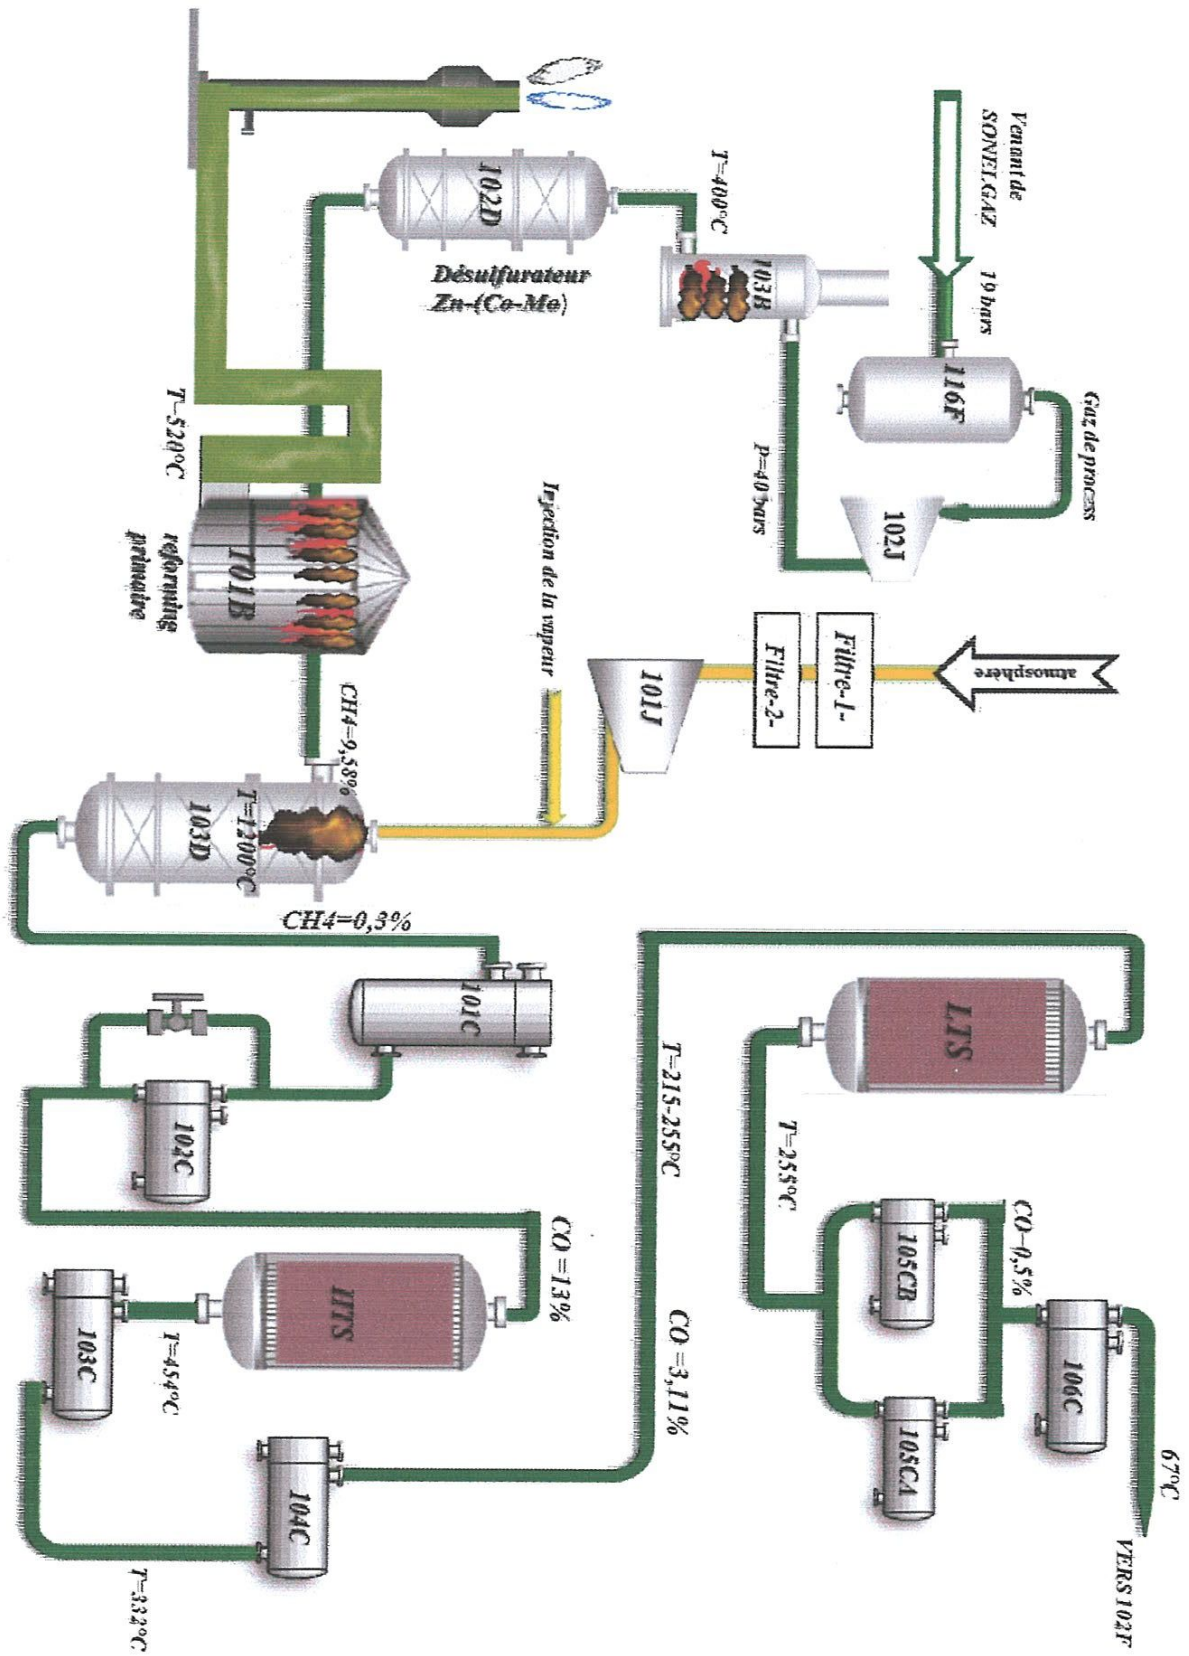 Venant de
SONELGAZ
19 bars
116F
Gaz de process
102J
P=40 bars
103B
T=400°C
102D
Désulfurateur
Zn-(Co-Mo)
T=520°C
101B
reforming
primaire
atmosphère
Filtre-1-
Filtre-2-
101J
Injection de la vapeur
CH4=9,58%
T=1200°C
103D
CH4=0,3%
101C
102C
CO =13%
HTS
T=454°C
103C
T=332°C
104C
CO =3,11%
T=215-255°C
LTS
T=255°C
105CB
105CA
CO=0,5%
106C
67°C
VERS 102F